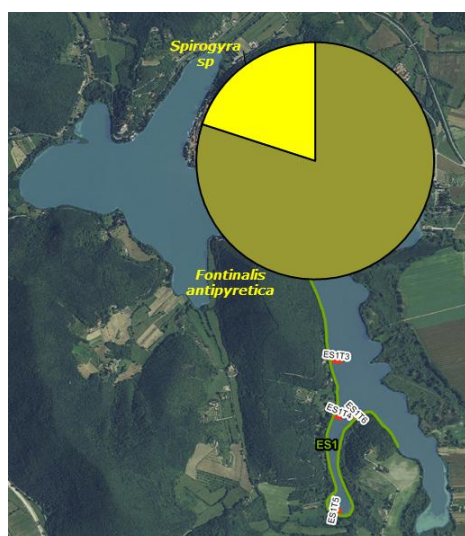 Spirogyra
sp
Fontinalis
antipyretica
ES1T3
ES1T4
ES1T6
ES1
ES1T5